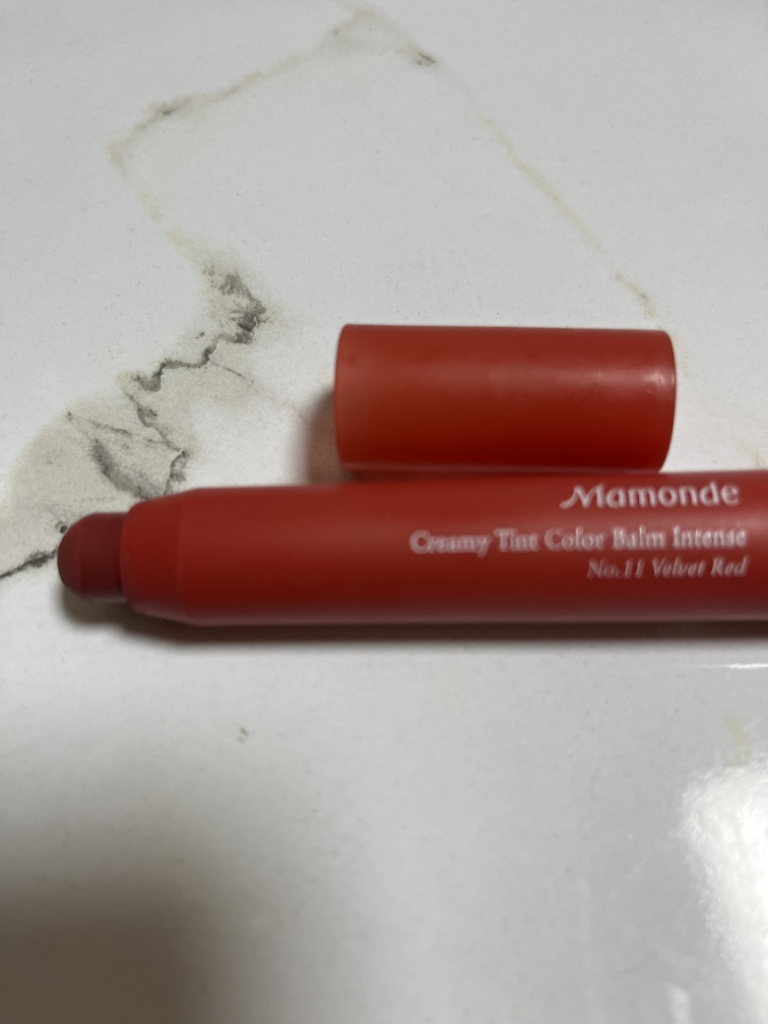 Mamonde
Creamy Tint Color Balm Intense
No.11 Velvet Red